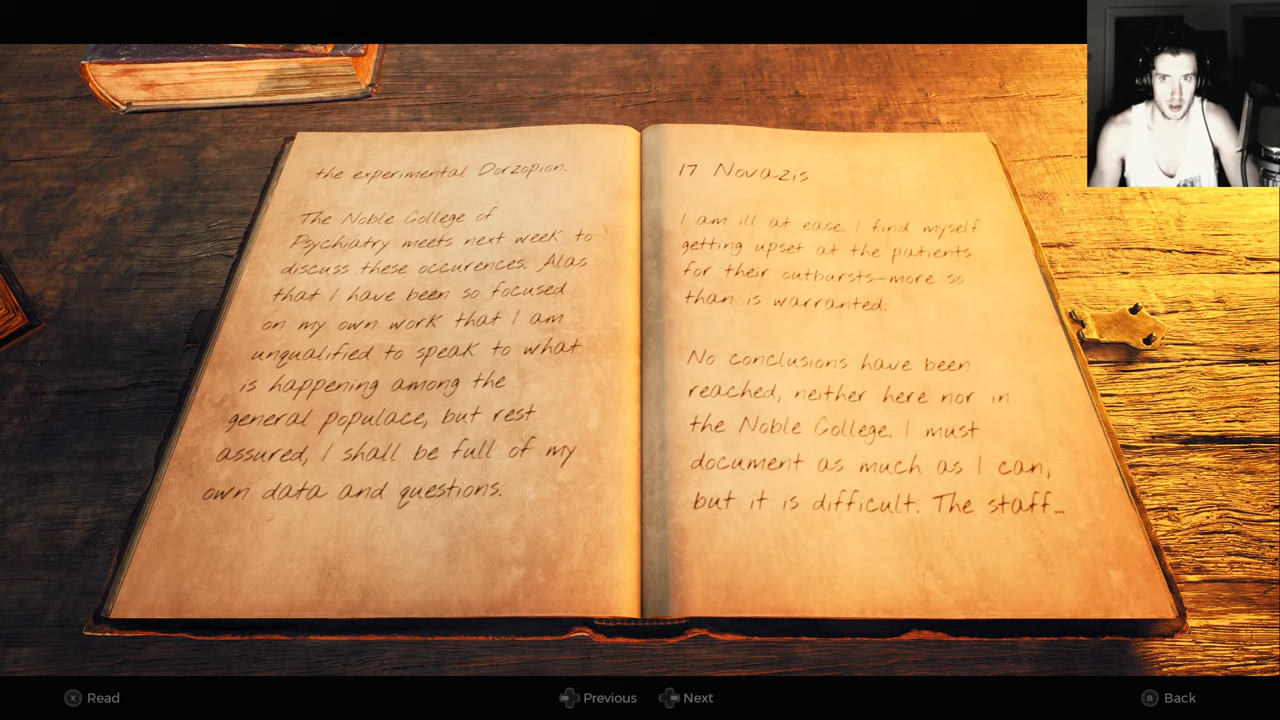 the experimental Dorzopion.
The Noble College of
Psychiatry meets next week to
discuss these occurences. Alas
that I have been so focused
on my own work that I am
unqualified to speak to what
is happening among the
general populace, but rest
assured, I shall be full of my
own data and questions.
17 Novazis
I am ill at ease. I find myself
getting upset at the patients
for their outbursts—more so
than is warranted.
No conclusions have been
reached, neither here nor in
the Noble College. I must
document as much as I can,
but it is difficult. The staff...
X Read
Previous
Next
B Back